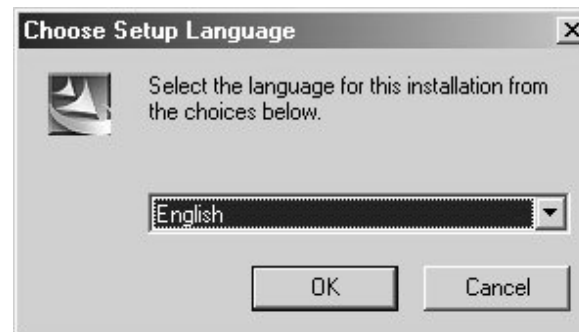 Choose Setup Language
Select the language for this installation from
the choices below.
English
OK
Cancel